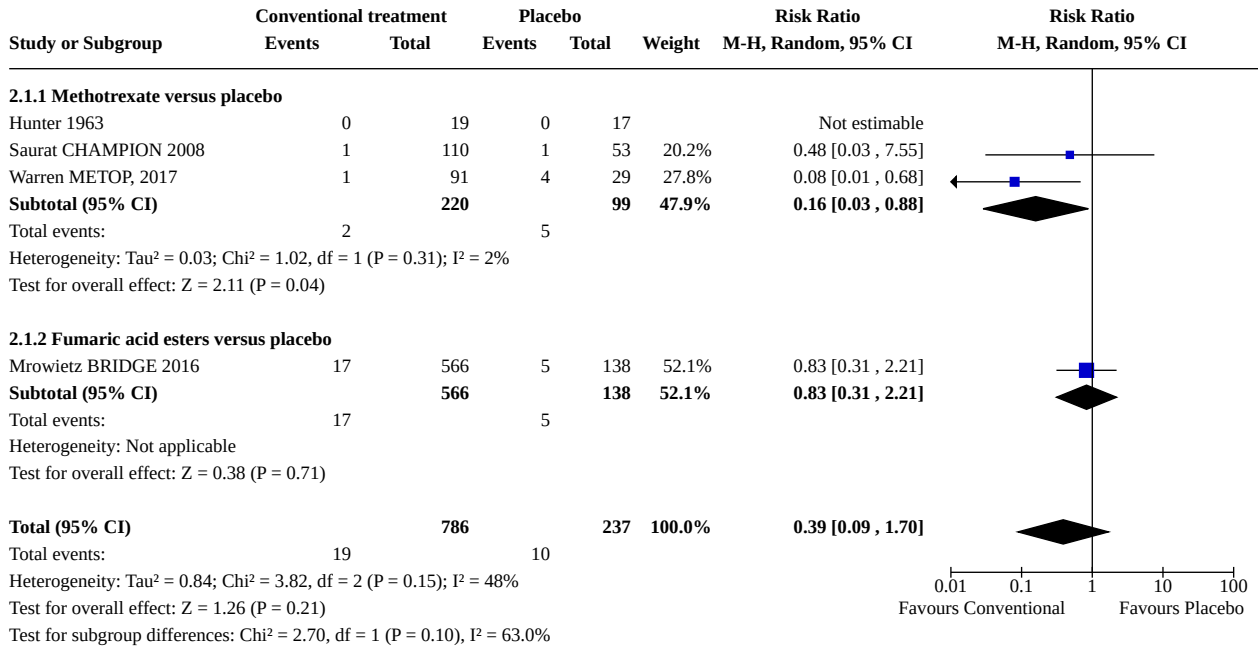 Conventional treatment Placebo Risk Ratio Risk Ratio
Study or Subgroup Events Total Events Total Weight M-H, Random, 95% CI M-H, Random, 95% CI
2.1.1 Methotrexate versus placebo
Hunter 1963 0 19 0 17 Not estimable
Saurat CHAMPION 2008 1 110 1 53 20.2% 0.48 [0.03 , 7.55]
Warren METOP, 2017 1 91 4 29 27.8% 0.08 [0.01 , 0.68]
Subtotal (95% CI) 220 99 47.9% 0.16 [0.03 , 0.88]
Total events: 2 5
Heterogeneity: Tau² = 0.03; Chi² = 1.02, df = 1 (P = 0.31); I² = 2%
Test for overall effect: Z = 2.11 (P = 0.04)
2.1.2 Fumaric acid esters versus placebo
Mrowietz BRIDGE 2016 17 566 5 138 52.1% 0.83 [0.31 , 2.21]
Subtotal (95% CI) 566 138 52.1% 0.83 [0.31 , 2.21]
Total events: 17 5
Heterogeneity: Not applicable
Test for overall effect: Z = 0.38 (P = 0.71)
Total (95% CI) 786 237 100.0% 0.39 [0.09 , 1.70]
Total events: 19 10
Heterogeneity: Tau² = 0.84; Chi² = 3.82, df = 2 (P = 0.15); I² = 48%
0.01 0.1 1 10 100
Test for overall effect: Z = 1.26 (P = 0.21) Favours Conventional Favours Placebo
Test for subgroup differences: Chi² = 2.70, df = 1 (P = 0.10), I² = 63.0%